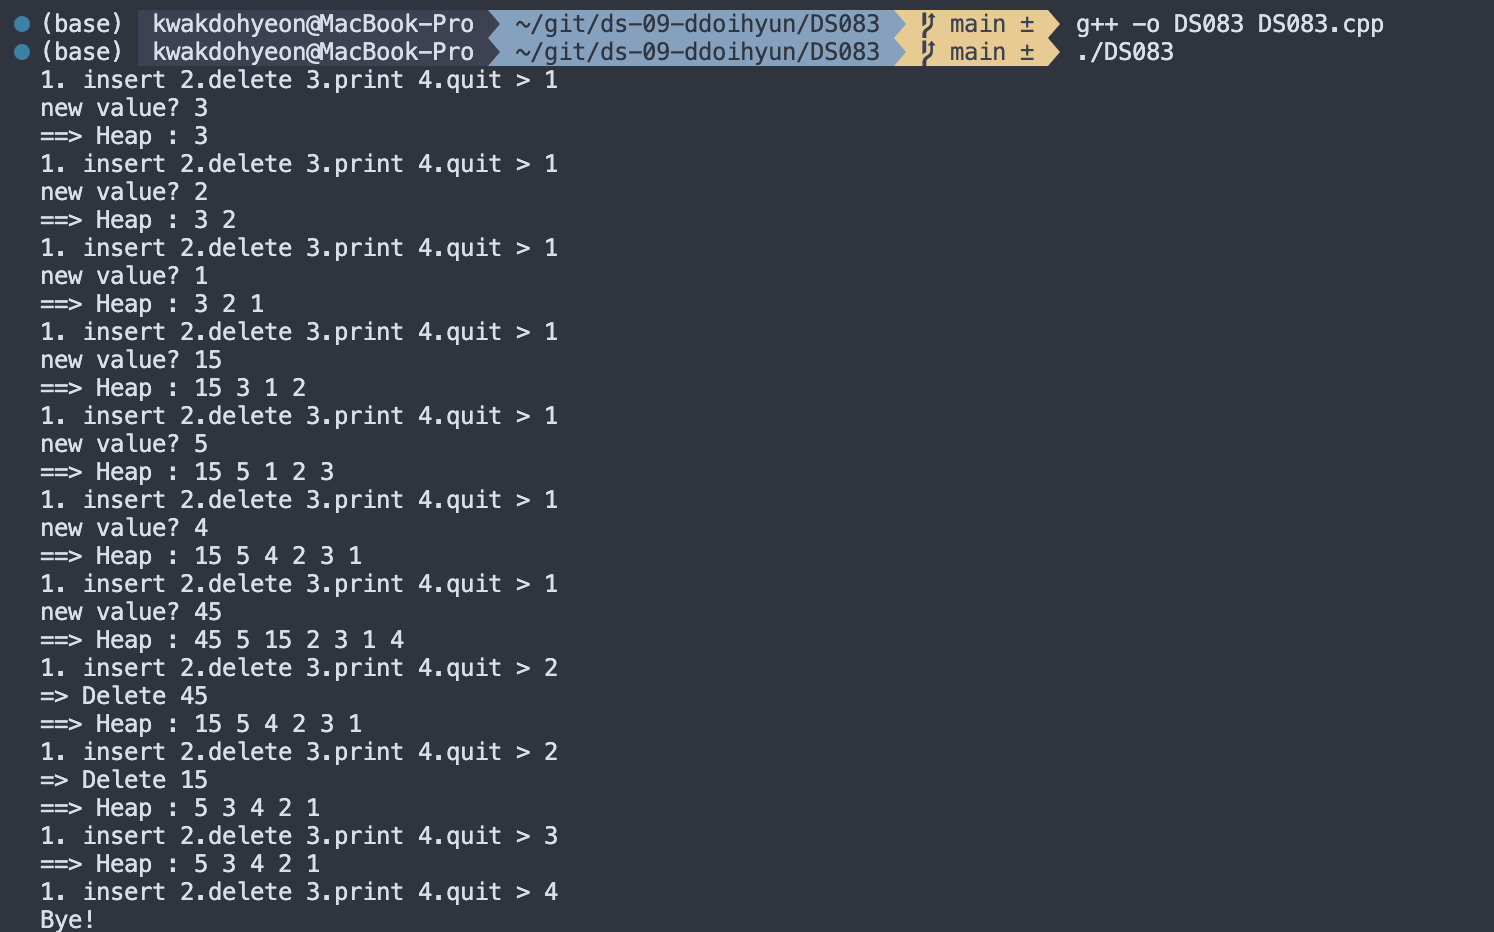 (base) kwakdohyeon@MacBook-Pro ~/git/ds-09-ddoihyun/DS083 main ± g++ -o DS083 DS083.cpp
(base) kwakdohyeon@MacBook-Pro ~/git/ds-09-ddoihyun/DS083 main ± ./DS083
1. insert 2.delete 3.print 4.quit > 1
new value? 3
==> Heap : 3
1. insert 2.delete 3.print 4.quit > 1
new value? 2
==> Heap : 3 2
1. insert 2.delete 3.print 4.quit > 1
new value? 1
==> Heap : 3 2 1
1. insert 2.delete 3.print 4.quit > 1
new value? 15
==> Heap : 15 3 1 2
1. insert 2.delete 3.print 4.quit > 1
new value? 5
==> Heap : 15 5 1 2 3
1. insert 2.delete 3.print 4.quit > 1
new value? 4
==> Heap : 15 5 4 2 3 1
1. insert 2.delete 3.print 4.quit > 1
new value? 45
==> Heap : 45 5 15 2 3 1 4
1. insert 2.delete 3.print 4.quit > 2
=> Delete 45
==> Heap : 15 5 4 2 3 1
1. insert 2.delete 3.print 4.quit > 2
=> Delete 15
==> Heap : 5 3 4 2 1
1. insert 2.delete 3.print 4.quit > 3
==> Heap : 5 3 4 2 1
1. insert 2.delete 3.print 4.quit > 4
Bye!